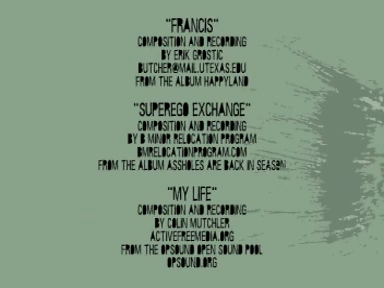 "FRANCIS"
COMPOSITION AND RECORDING
BY ERIK GROSTIC
BUTCHER@MAIL.UTEXAS.EDU
FROM THE ALBUM HAPPYLAND
"SUPEREGO EXCHANGE"
COMPOSITION AND RECORDING
BY B MINOR RELOCATION PROGRAM
BMRELOCATIONPROGRAM.COM
FROM THE ALBUM ASSHOLES ARE BACK IN SEASON
"MY LIFE"
COMPOSITION AND RECORDING
BY COLIN MUTCHLER
ACTIVEFREEMEDIA.ORG
FROM THE OPSOUND OPEN SOUND POOL
OPSOUND.ORG